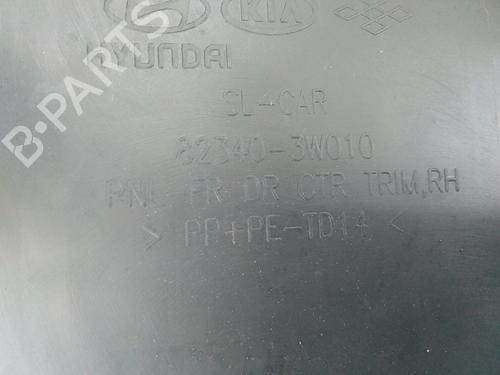 KIA
HYUNDAI
SL-CAR
82340-3W010
PNL-FR DR CTR TRIM,RH
> PP+PE-TD14 <
B-PARTS